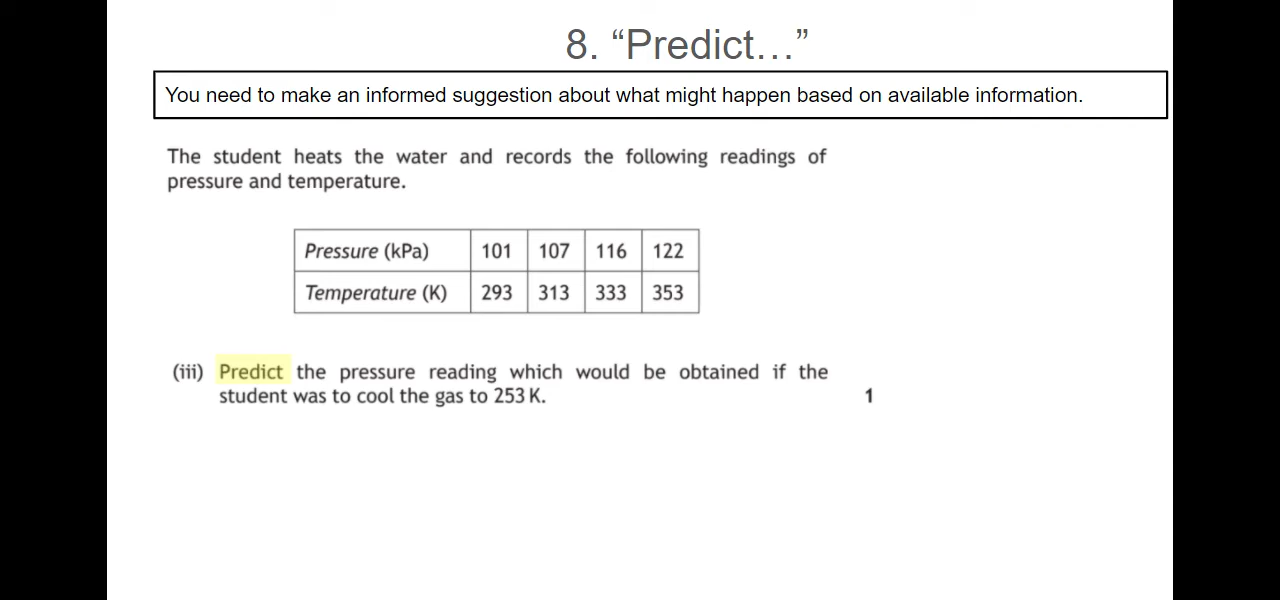 8. “Predict…”
You need to make an informed suggestion about what might happen based on available information.
The student heats the water and records the following readings of
pressure and temperature.
Pressure (kPa) 101 107 116 122
Temperature (K) 293 313 333 353
(iii) Predict the pressure reading which would be obtained if the
student was to cool the gas to 253 K. 1